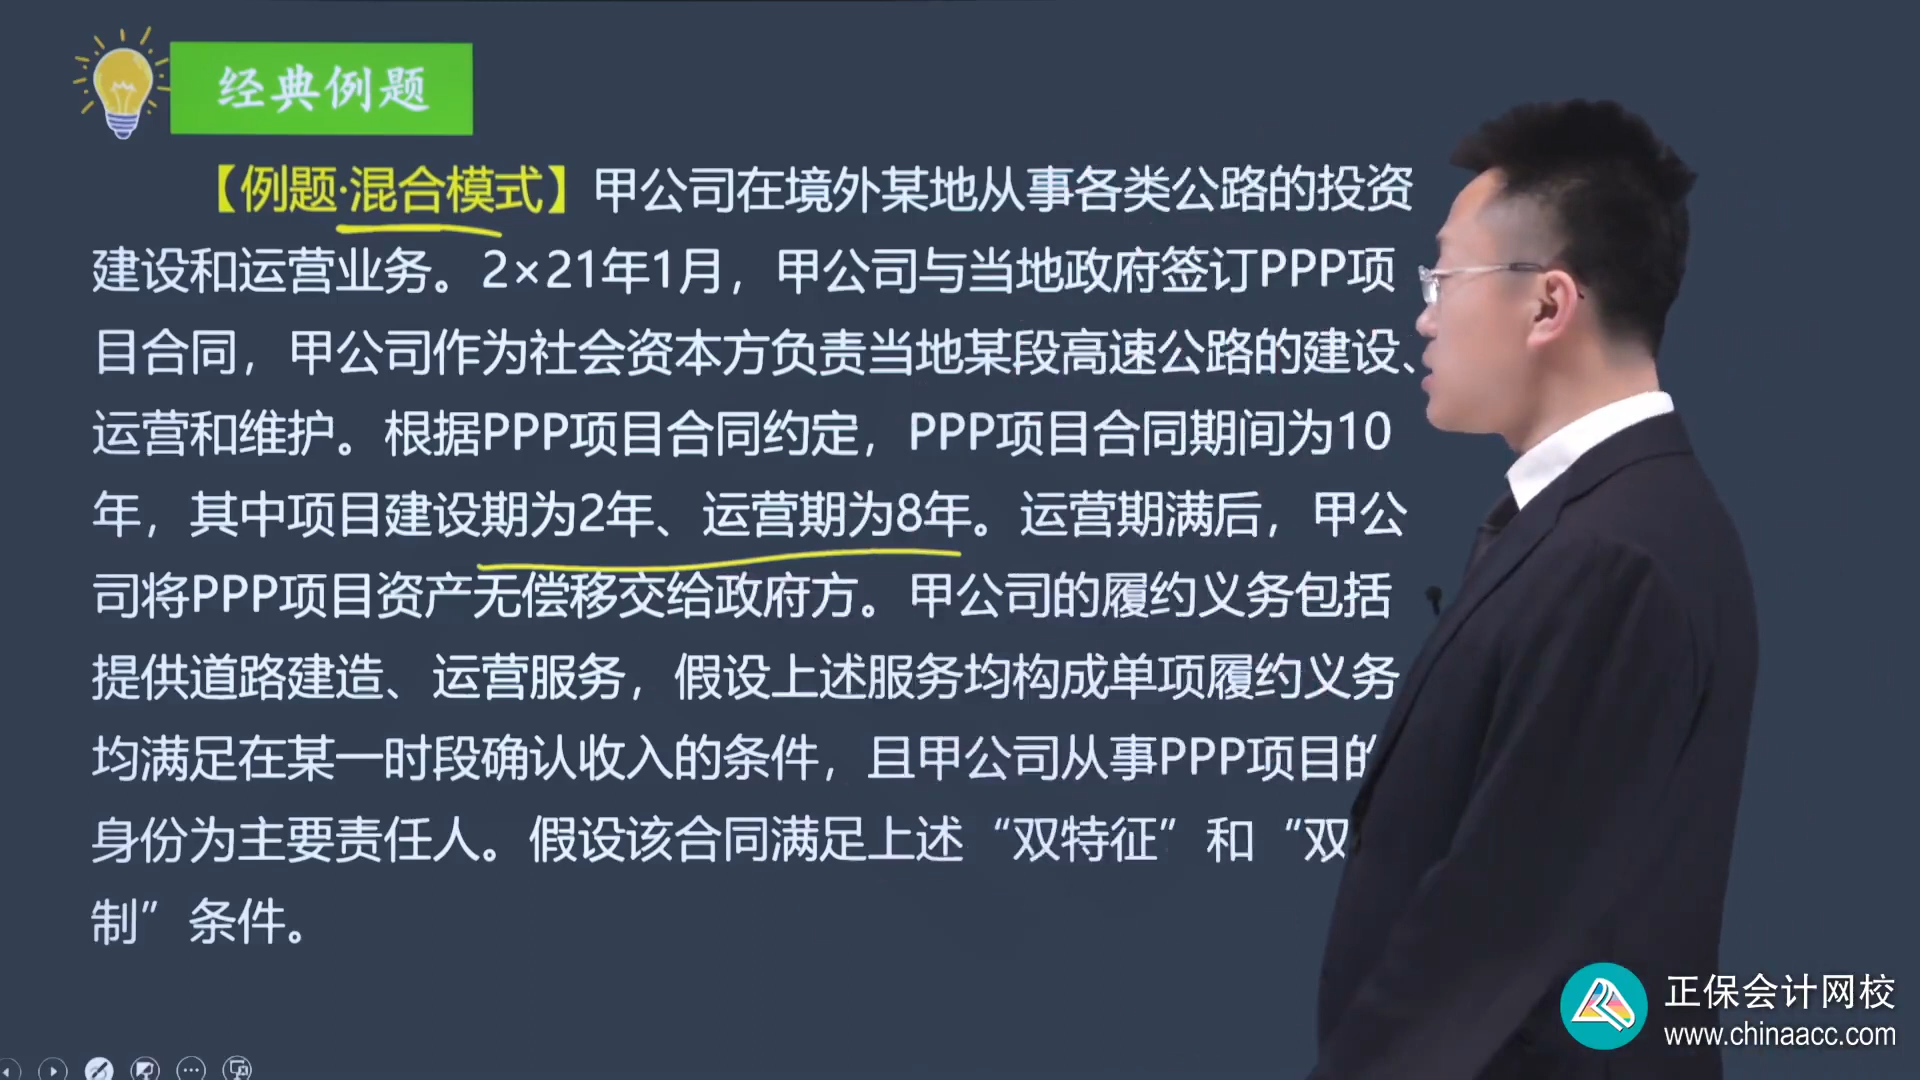 经典例题
【例题·混合模式】甲公司在境外某地从事各类公路的投资
建设和运营业务。2×21年1月，甲公司与当地政府签订PPP项
目合同，甲公司作为社会资本方负责当地某段高速公路的建设、
运营和维护。根据PPP项目合同约定，PPP项目合同期间为10
年，其中项目建设期为2年、运营期为8年。运营期满后，甲公
司将PPP项目资产无偿移交给政府方。甲公司的履约义务包括
提供道路建造、运营服务，假设上述服务均构成单项履约义务
均满足在某一时段确认收入的条件，且甲公司从事PPP项目的
身份为主要责任人。假设该合同满足上述“双特征”和“双
制”条件。
正保会计网校
www.chinaacc.com